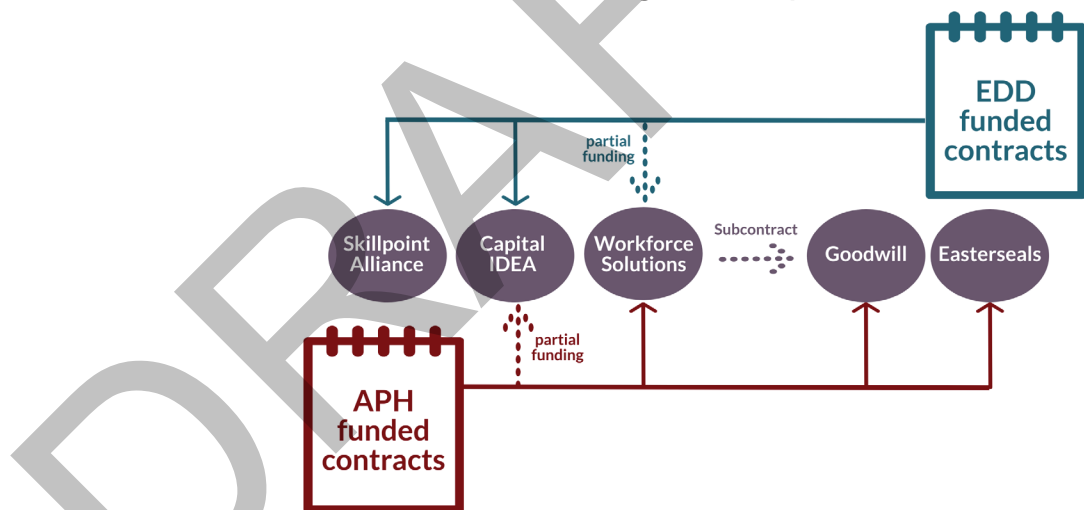 EDD
funded
contracts
partial
funding
Skillpoint
Alliance
Capital
IDEA
Workforce
Solutions
Subcontract
Goodwill
Easterseals
partial
funding
APH
funded
contracts
DRAF